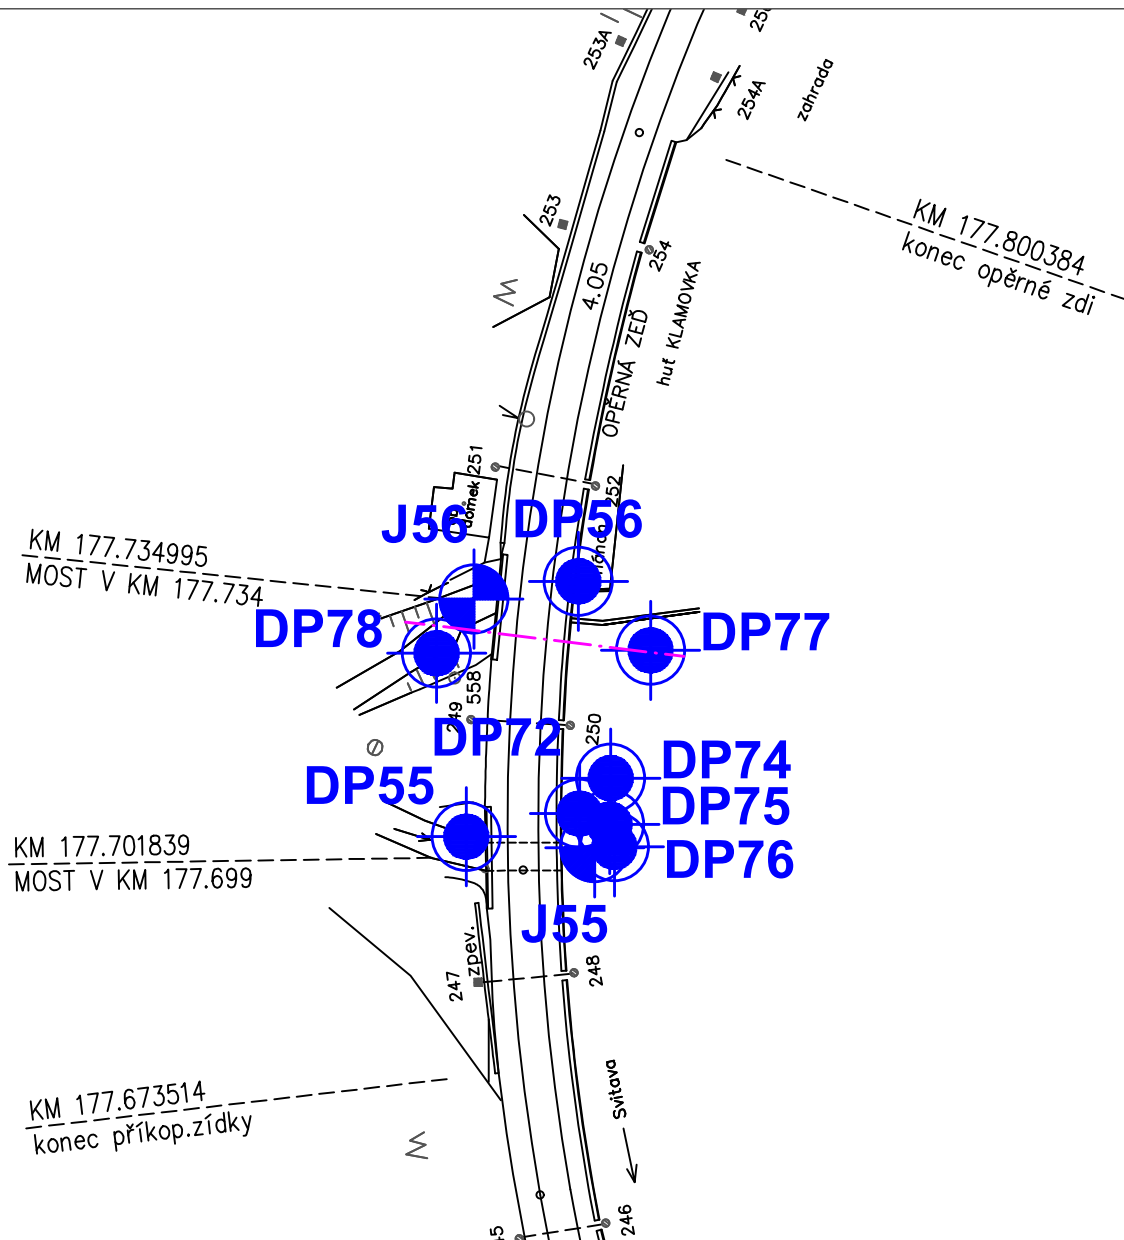 253A
254A
zahrada
253
254
KM 177.800384
konec opěrné zdi
4.05
OPĚRNÁ ZEĎ
huť KLAMOVKA
251
252
domek
J56
DP56
KM 177.734995
MOST V KM 177.734
DP78
DP77
558
249
250
DP72
DP74
DP55
DP75
KM 177.701839
MOST V KM 177.699
DP76
J55
zpev.
247
248
KM 177.673514
konec příkop.zídky
Svitava
246